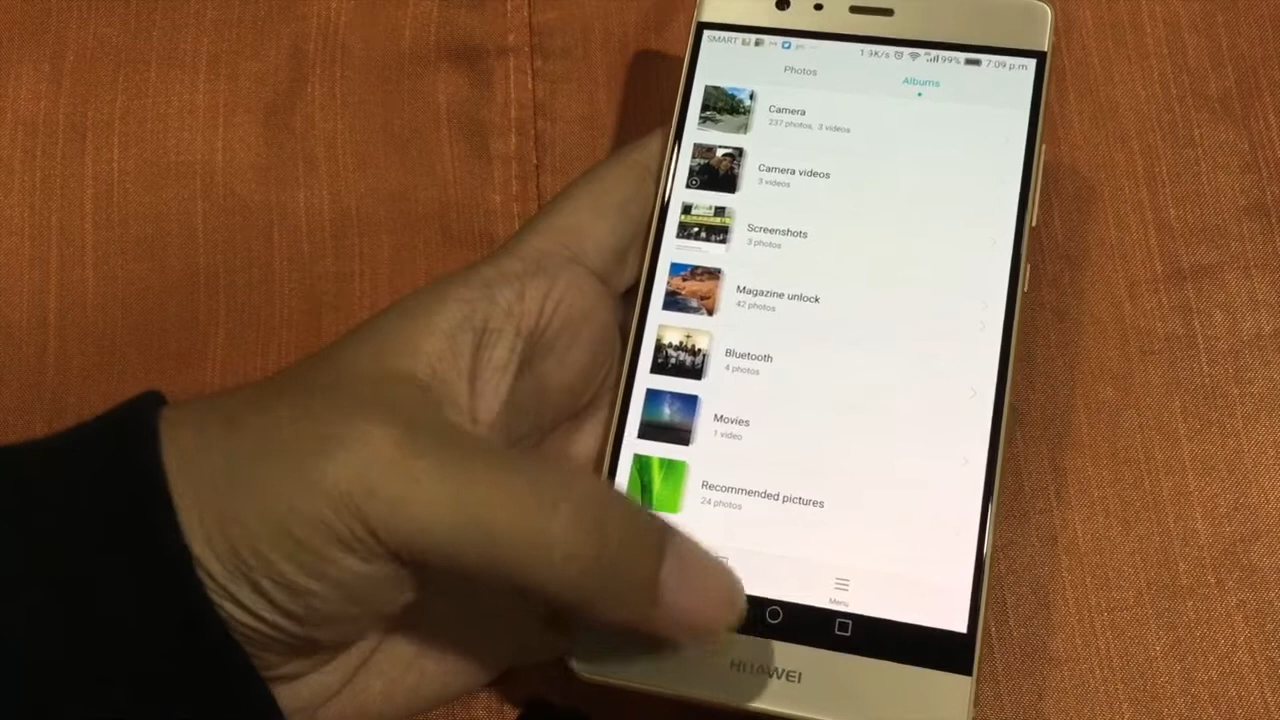 SMART
1.9K/s 99% 7:09 p.m
Photos
Albums
Camera
237 photos, 3 videos
Camera videos
3 videos
Screenshots
3 photos
Magazine unlock
42 photos
Bluetooth
4 photos
Movies
1 video
Recommended pictures
24 photos
Menu
HUAWEI